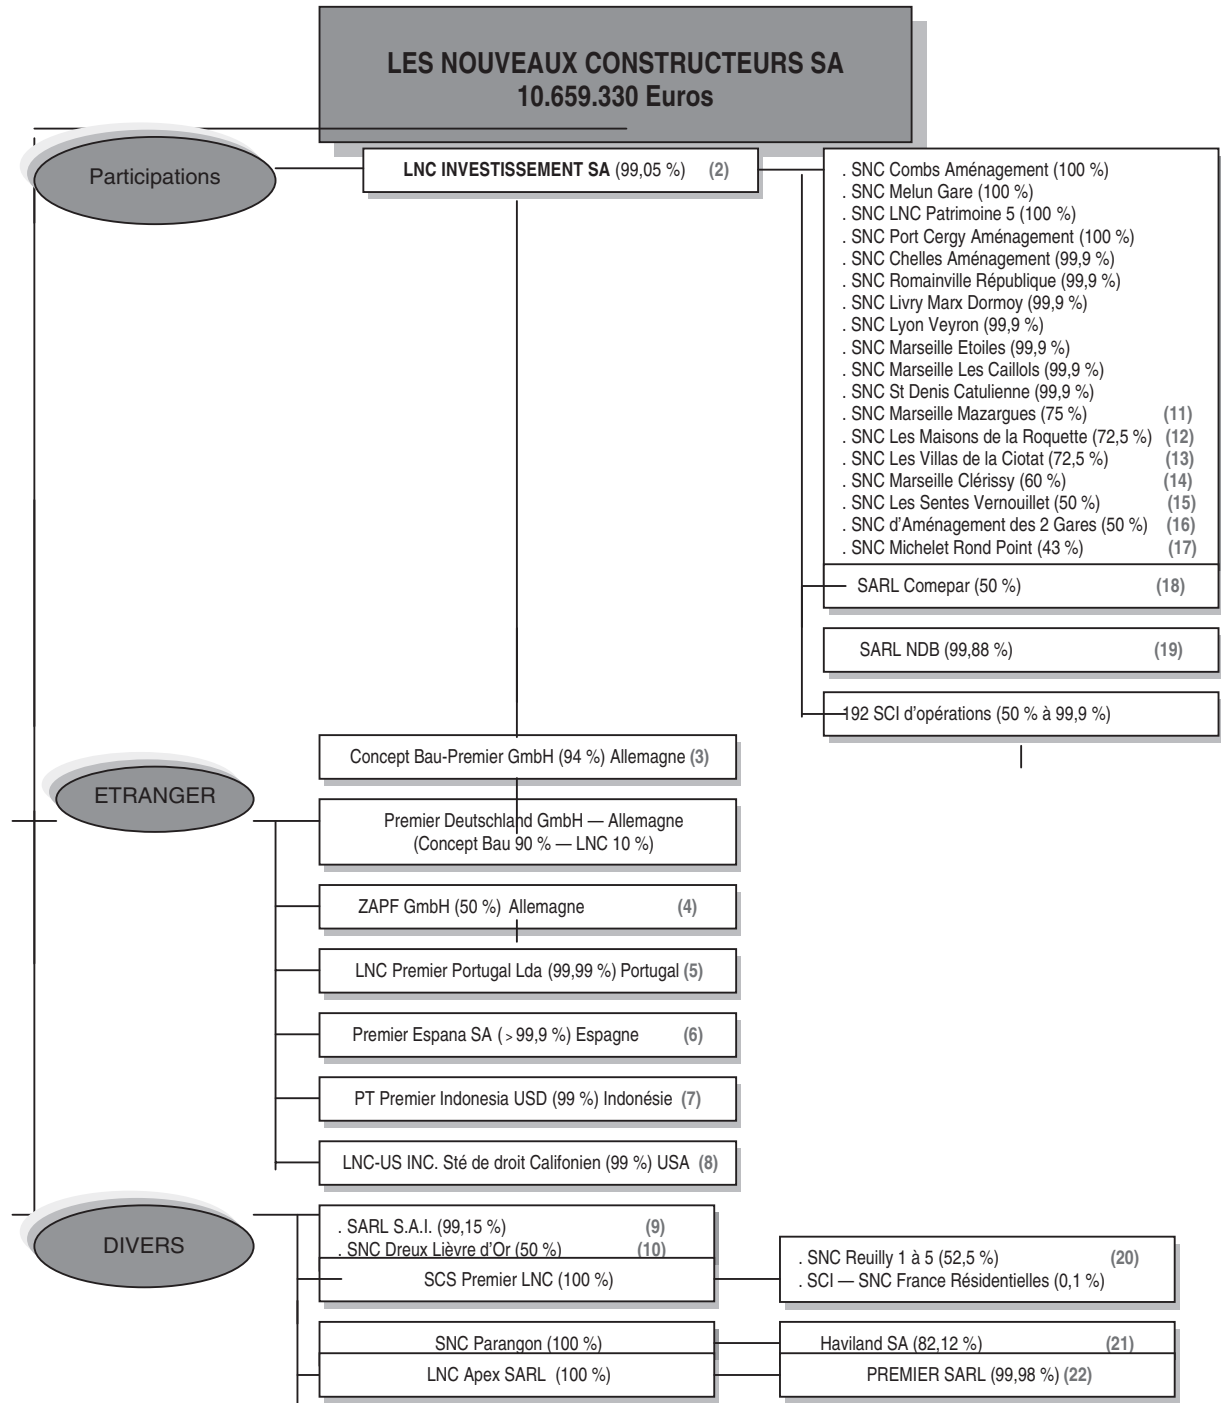 LES NOUVEAUX CONSTRUCTEURS SA
10.659.330 Euros
Participations
LNC INVESTISSEMENT SA (99,05 %) (2)
. SNC Combs Aménagement (100 %)
. SNC Melun Gare (100 %)
. SNC LNC Patrimoine 5 (100 %)
. SNC Port Cergy Aménagement (100 %)
. SNC Chelles Aménagement (99,9 %)
. SNC Romainville République (99,9 %)
. SNC Livry Marx Dormoy (99,9 %)
. SNC Lyon Veyron (99,9 %)
. SNC Marseille Etoiles (99,9 %)
. SNC Marseille Les Caillols (99,9 %)
. SNC St Denis Catulienne (99,9 %)
. SNC Marseille Mazargues (75 %) (11)
. SNC Les Maisons de la Roquette (72,5 %) (12)
. SNC Les Villas de la Ciotat (72,5 %) (13)
. SNC Marseille Clérissy (60 %) (14)
. SNC Les Sentes Vernouillet (50 %) (15)
. SNC d'Aménagement des 2 Gares (50 %) (16)
. SNC Michelet Rond Point (43 %) (17)
SARL Comepar (50 %) (18)
SARL NDB (99,88 %) (19)
192 SCI d'opérations (50 % à 99,9 %)
ETRANGER
Concept Bau-Premier GmbH (94 %) Allemagne (3)
Premier Deutschland GmbH — Allemagne
(Concept Bau 90 % — LNC 10 %)
ZAPF GmbH (50 %) Allemagne (4)
LNC Premier Portugal Lda (99,99 %) Portugal (5)
Premier Espana SA (> 99,9 %) Espagne (6)
PT Premier Indonesia USD (99 %) Indonésie (7)
LNC-US INC. Sté de droit Califonien (99 %) USA (8)
DIVERS
. SARL S.A.I. (99,15 %) (9)
. SNC Dreux Lièvre d'Or (50 %) (10)
SCS Premier LNC (100 %)
. SNC Reuilly 1 à 5 (52,5 %) (20)
. SCI — SNC France Résidentielles (0,1 %)
SNC Parangon (100 %)
Haviland SA (82,12 %) (21)
LNC Apex SARL (100 %)
PREMIER SARL (99,98 %) (22)